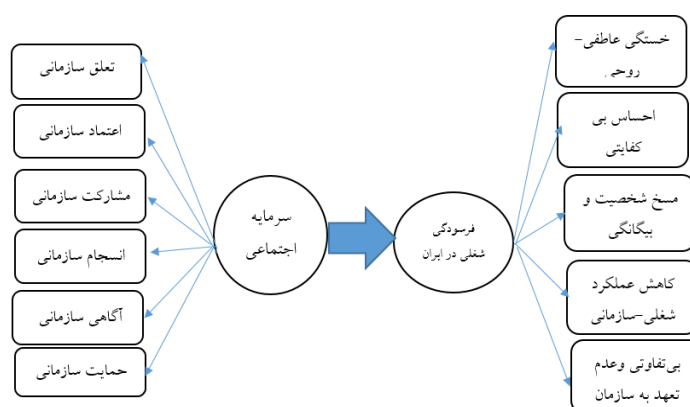 خستگی عاطفی-
روحی
احساس بی
کفایتی
مسخ شخصیت و
بیگانگی
کاهش عملکرد
شغلی-سازمانی
بی‌تفاوتی وعدم
تعهد به سازمان
فرسودگی
شغلی در ایران
سرمایه
اجتماعی
تعلق سازمانی
اعتماد سازمانی
مشارکت سازمانی
انسجام سازمانی
آگاهی سازمانی
حمایت سازمانی